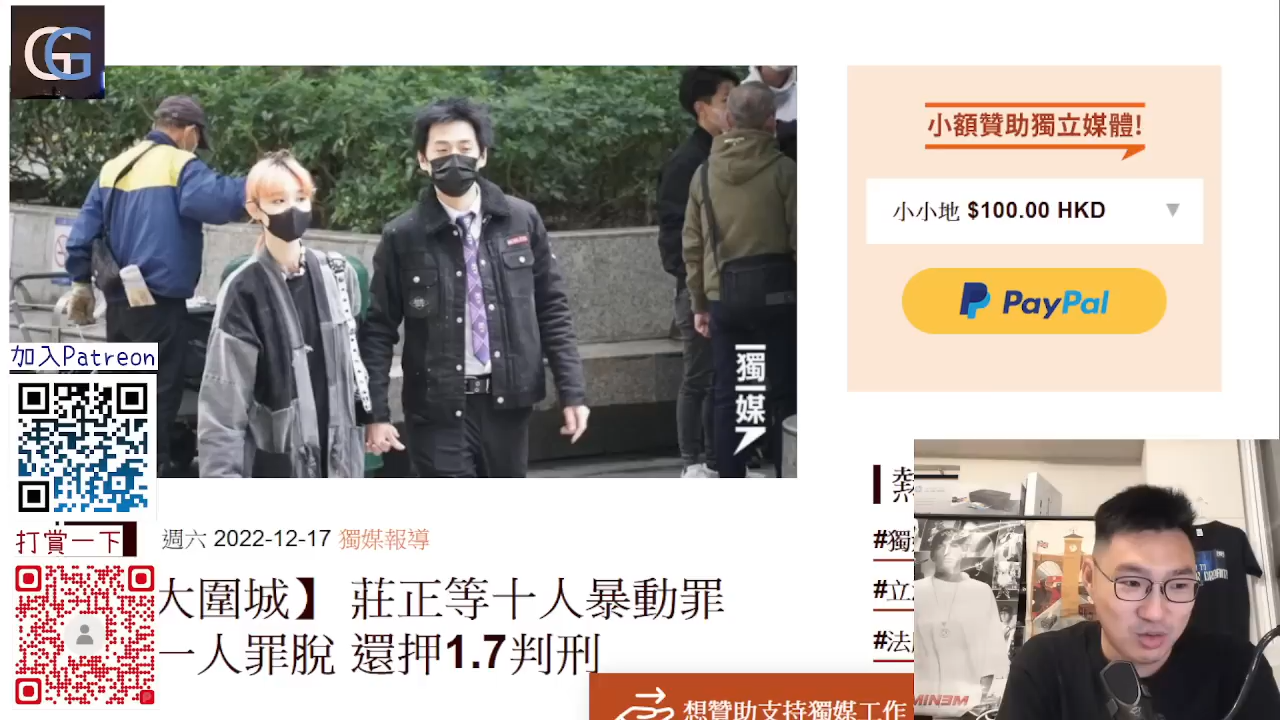 GG
小額贊助獨立媒體!
小小地 $100.00 HKD
PayPal
獨媒
加入Patreon
打賞一下
週六 2022-12-17 獨媒報導
大圍城】 莊正等十人暴動罪
一人罪脫 還押1.7判刑
熱
#獨
#立
#法
想贊助支持獨媒工作
MINEM